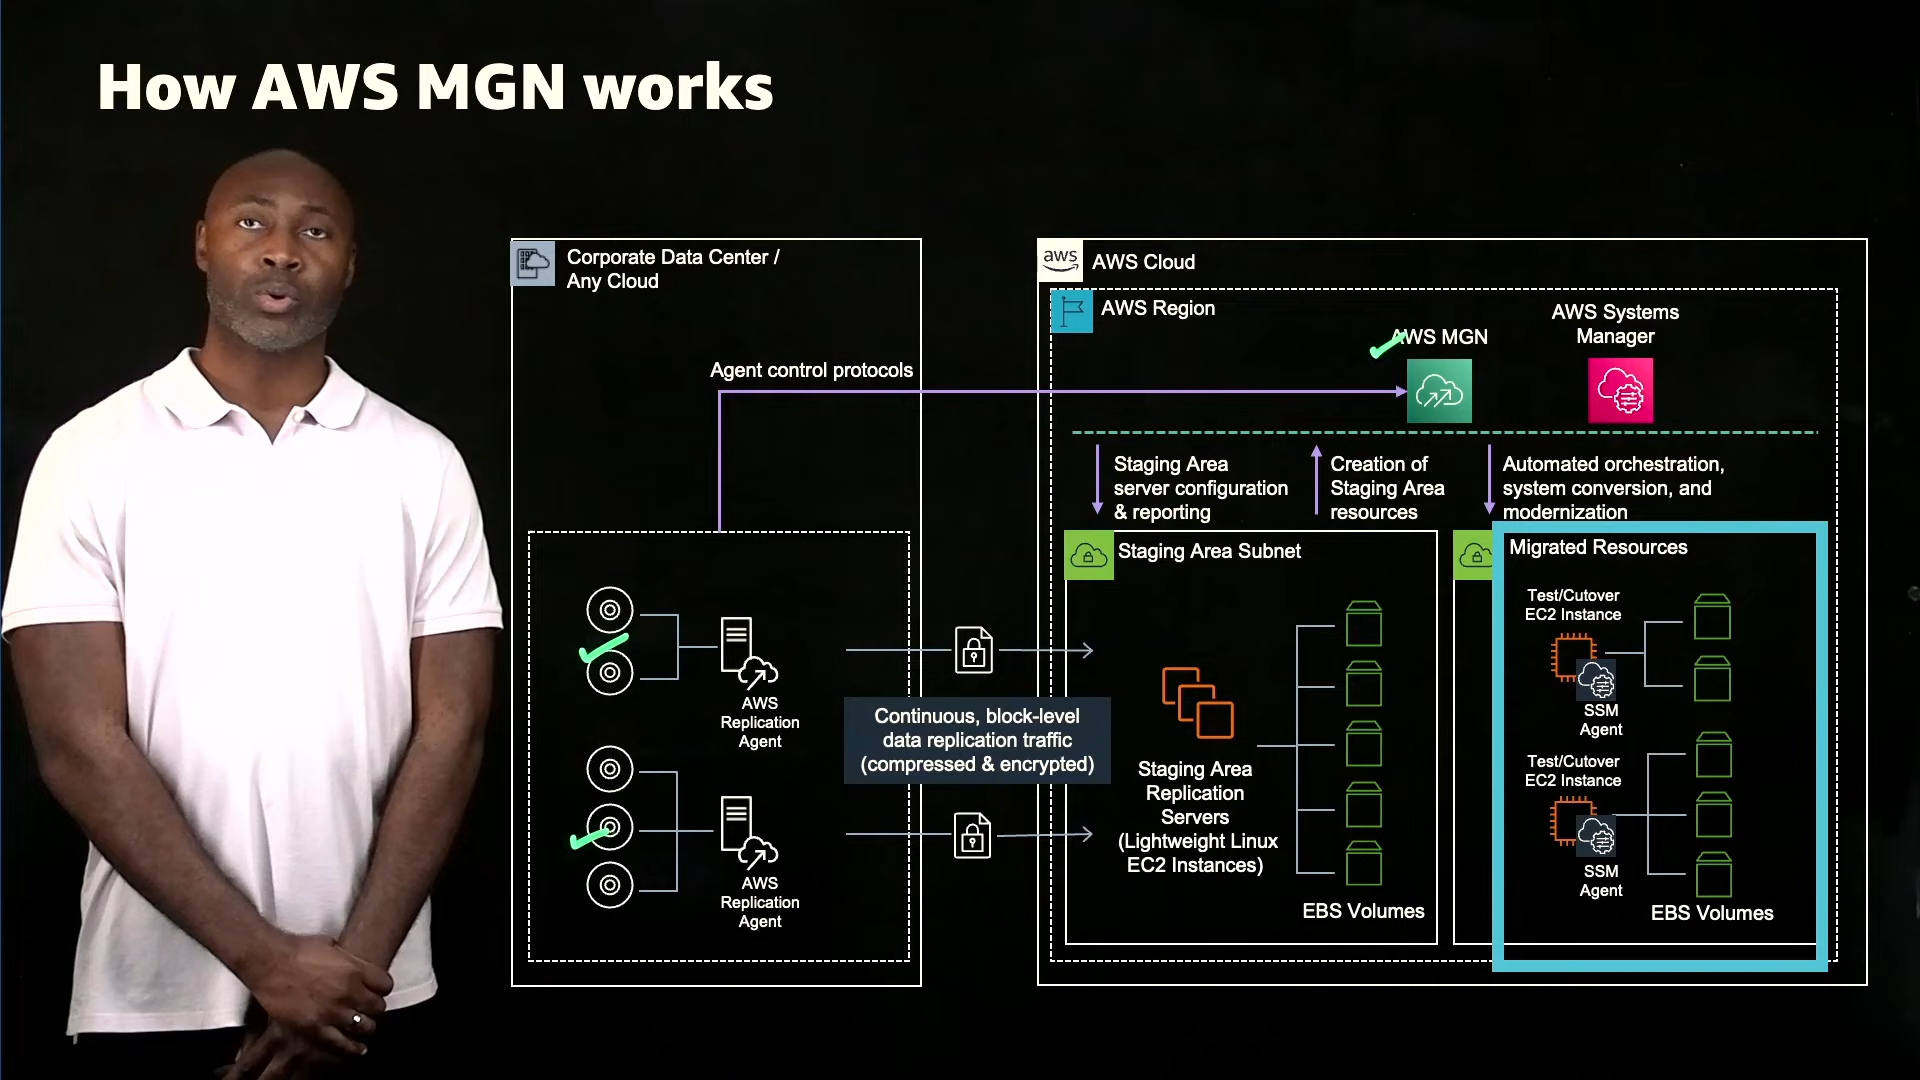 How AWS MGN works
Corporate Data Center /
Any Cloud
aws
AWS Cloud
AWS Region
AWS MGN
AWS Systems
Manager
Agent control protocols
Staging Area
server configuration
& reporting
Creation of
Staging Area
resources
Automated orchestration,
system conversion, and
modernization
Staging Area Subnet
Migrated Resources
Test/Cutover
EC2 Instance
SSM
Agent
Test/Cutover
EC2 Instance
SSM
Agent
EBS Volumes
AWS
Replication
Agent
AWS
Replication
Agent
Continuous, block-level
data replication traffic
(compressed & encrypted)
Staging Area
Replication
Servers
(Lightweight Linux
EC2 Instances)
EBS Volumes